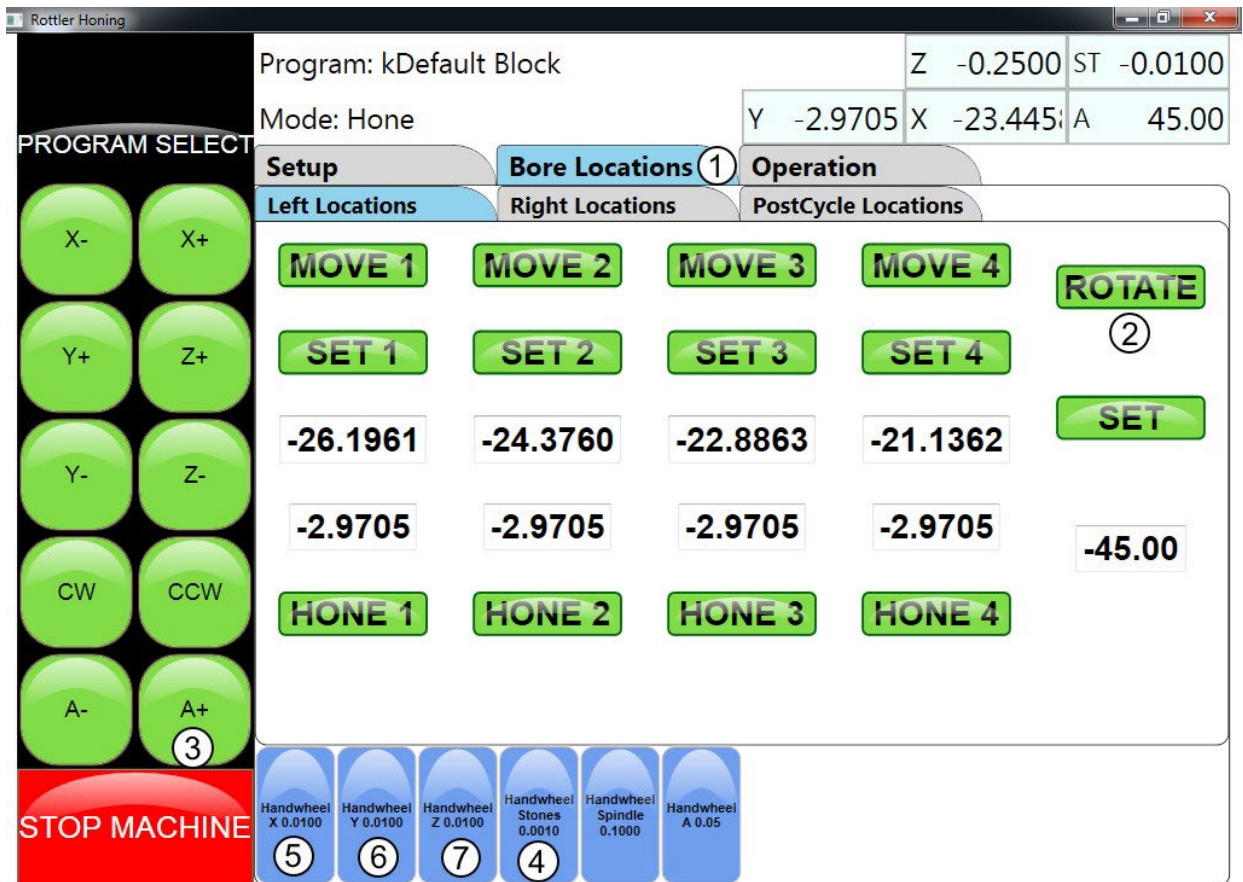 Rottler Honing
Program: kDefault Block
Z -0.2500 ST -0.0100
Mode: Hone
Y -2.9705 X -23.445 A 45.00
PROGRAM SELECT
Setup Bore Locations 1 Operation
Left Locations Right Locations PostCycle Locations
X- X+
MOVE 1 MOVE 2 MOVE 3 MOVE 4
ROTATE
2
Y+ Z+
SET 1 SET 2 SET 3 SET 4
SET
-26.1961 -24.3760 -22.8863 -21.1362
Y- Z-
-2.9705 -2.9705 -2.9705 -2.9705
-45.00
CW CCW
HONE 1 HONE 2 HONE 3 HONE 4
A- A+
3
STOP MACHINE
Handwheel
X 0.0100
5
Handwheel
Y 0.0100
6
Handwheel
Z 0.0100
7
Handwheel
Stones
0.0010
4
Handwheel
Spindle
0.1000
Handwheel
A 0.05